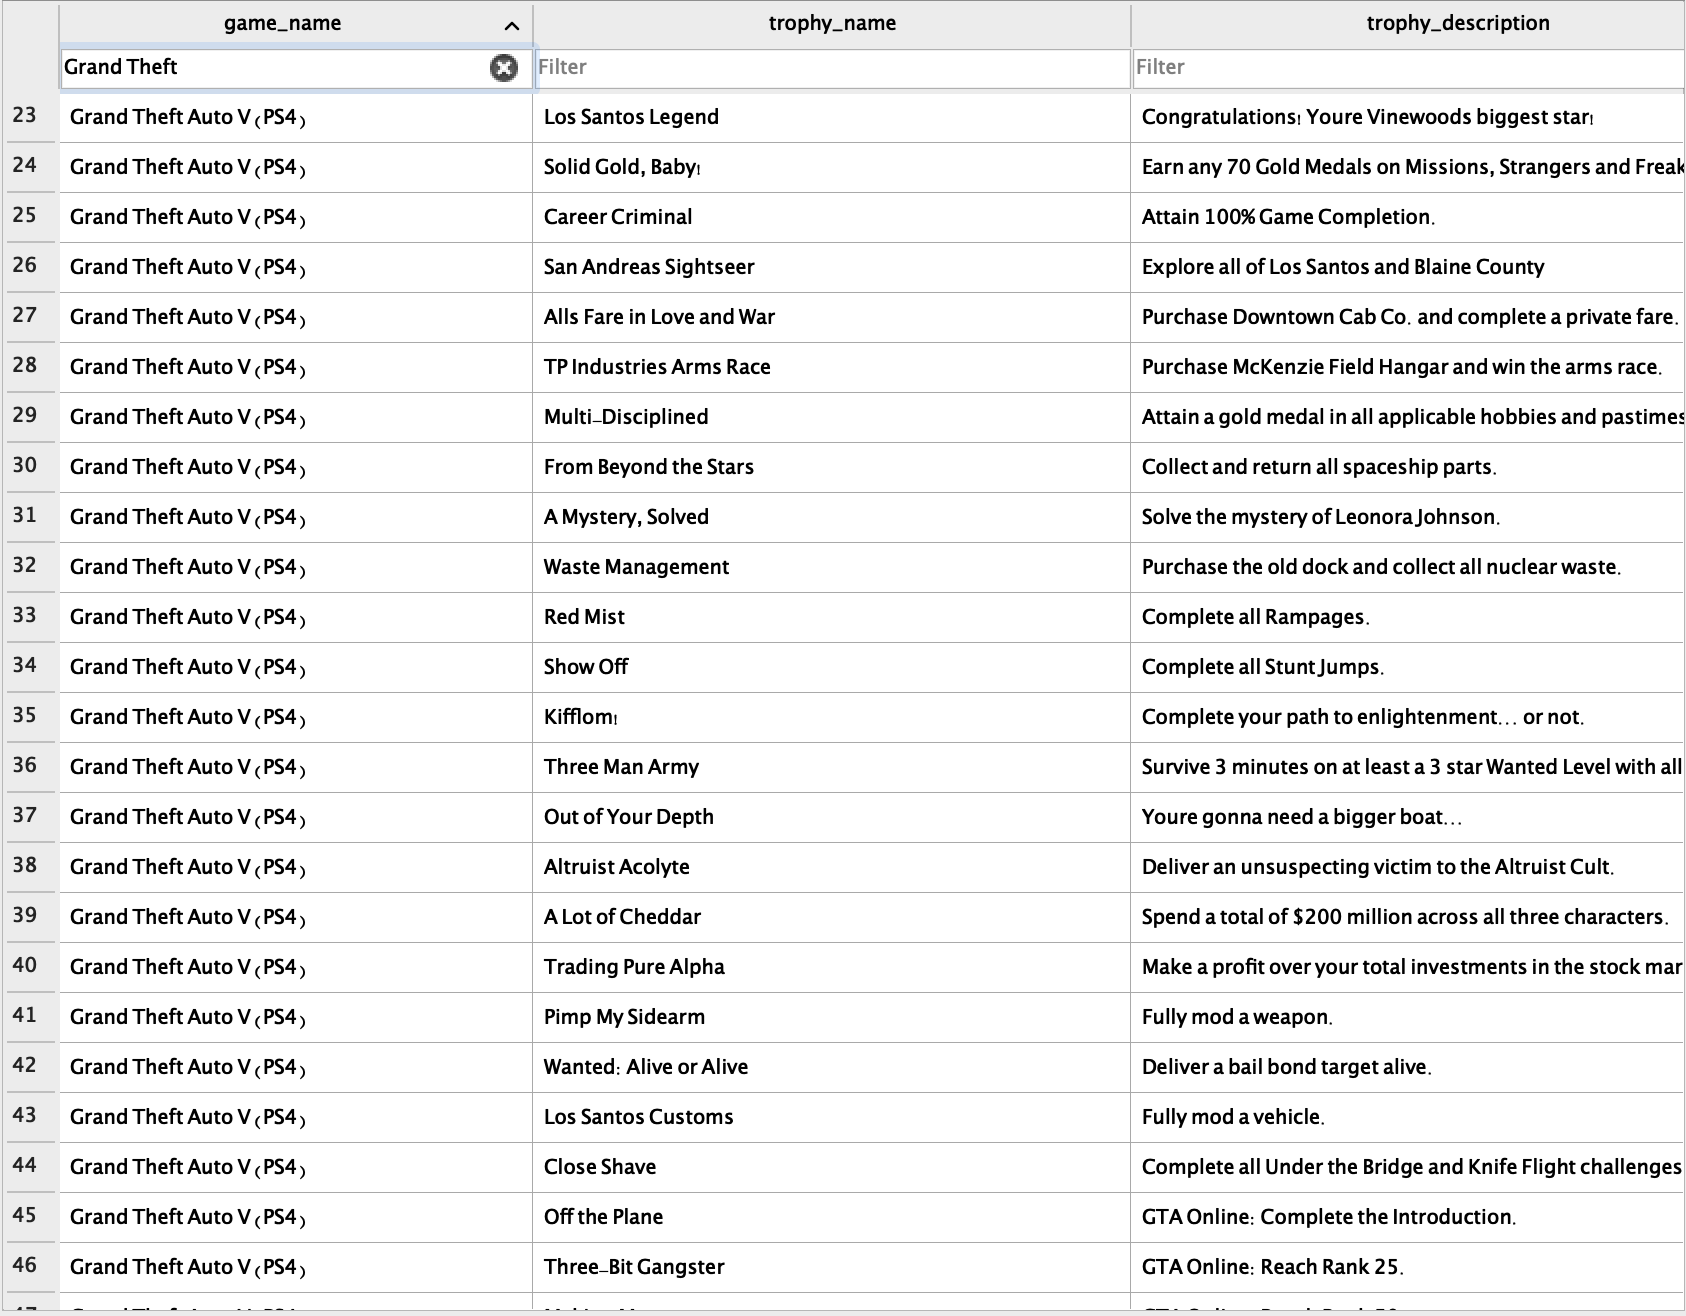 game_name trophy_name trophy_description
Grand Theft Filter Filter
23 Grand Theft Auto V (PS4) Los Santos Legend Congratulations! Youre Vinewoods biggest star!
24 Grand Theft Auto V (PS4) Solid Gold, Baby! Earn any 70 Gold Medals on Missions, Strangers and Freak
25 Grand Theft Auto V (PS4) Career Criminal Attain 100% Game Completion.
26 Grand Theft Auto V (PS4) San Andreas Sightseer Explore all of Los Santos and Blaine County
27 Grand Theft Auto V (PS4) Alls Fare in Love and War Purchase Downtown Cab Co. and complete a private fare.
28 Grand Theft Auto V (PS4) TP Industries Arms Race Purchase McKenzie Field Hangar and win the arms race.
29 Grand Theft Auto V (PS4) Multi-Disciplined Attain a gold medal in all applicable hobbies and pastimes
30 Grand Theft Auto V (PS4) From Beyond the Stars Collect and return all spaceship parts.
31 Grand Theft Auto V (PS4) A Mystery, Solved Solve the mystery of Leonora Johnson.
32 Grand Theft Auto V (PS4) Waste Management Purchase the old dock and collect all nuclear waste.
33 Grand Theft Auto V (PS4) Red Mist Complete all Rampages.
34 Grand Theft Auto V (PS4) Show Off Complete all Stunt Jumps.
35 Grand Theft Auto V (PS4) Kifflom! Complete your path to enlightenment... or not.
36 Grand Theft Auto V (PS4) Three Man Army Survive 3 minutes on at least a 3 star Wanted Level with all
37 Grand Theft Auto V (PS4) Out of Your Depth Youre gonna need a bigger boat...
38 Grand Theft Auto V (PS4) Altruist Acolyte Deliver an unsuspecting victim to the Altruist Cult.
39 Grand Theft Auto V (PS4) A Lot of Cheddar Spend a total of $200 million across all three characters.
40 Grand Theft Auto V (PS4) Trading Pure Alpha Make a profit over your total investments in the stock mar
41 Grand Theft Auto V (PS4) Pimp My Sidearm Fully mod a weapon.
42 Grand Theft Auto V (PS4) Wanted: Alive or Alive Deliver a bail bond target alive.
43 Grand Theft Auto V (PS4) Los Santos Customs Fully mod a vehicle.
44 Grand Theft Auto V (PS4) Close Shave Complete all Under the Bridge and Knife Flight challenges
45 Grand Theft Auto V (PS4) Off the Plane GTA Online: Complete the Introduction.
46 Grand Theft Auto V (PS4) Three-Bit Gangster GTA Online: Reach Rank 25.